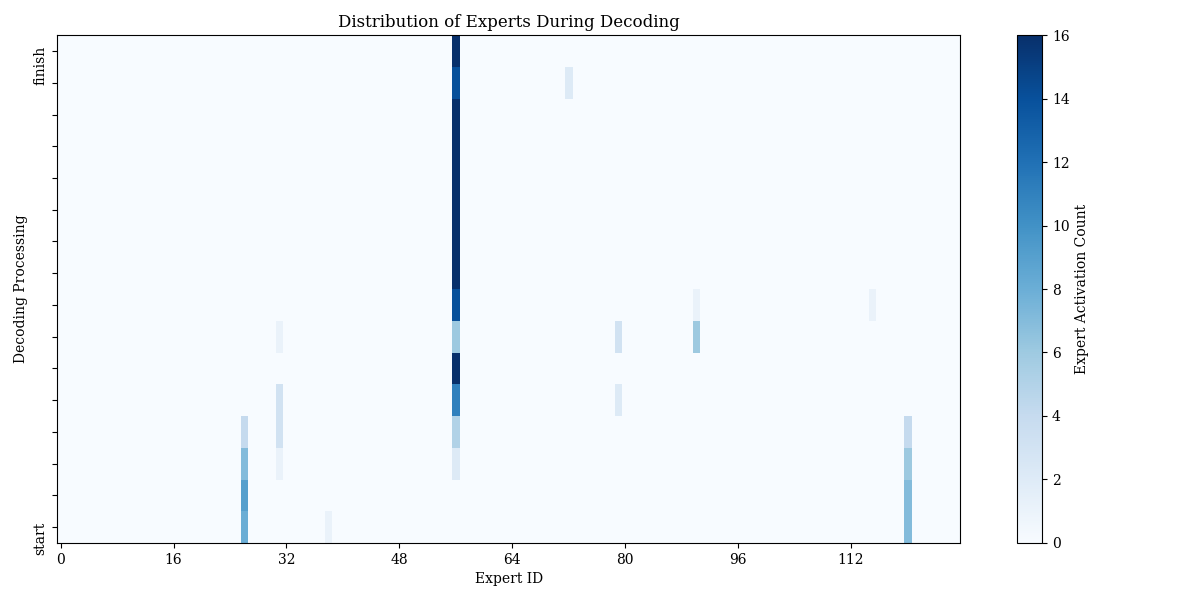 Distribution of Experts During Decoding
finish
Decoding Processing
start
0 16 32 48 64 80 96 112
Expert ID
16
14
12
10
8
6
4
2
0
Expert Activation Count